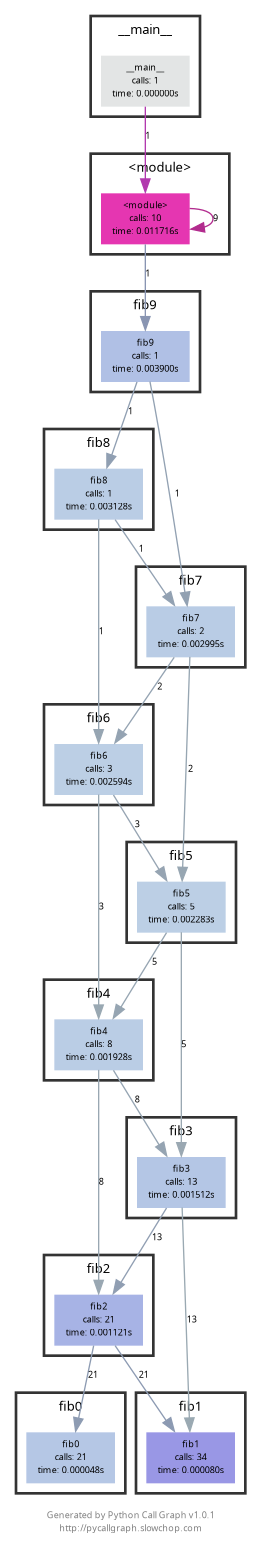 __main__
__main__
calls: 1
time: 0.000000s
1
<module>
<module>
calls: 10
time: 0.011716s
9
1
fib9
fib9
calls: 1
time: 0.003900s
1
fib8
fib8
calls: 1
time: 0.003128s
1
1
fib7
fib7
calls: 2
time: 0.002995s
1
2
fib6
fib6
calls: 3
time: 0.002594s
2
3
fib5
fib5
calls: 5
time: 0.002283s
3
5
fib4
fib4
calls: 8
time: 0.001928s
5
8
fib3
fib3
calls: 13
time: 0.001512s
8
13
fib2
fib2
calls: 21
time: 0.001121s
13
21
21
fib0
fib0
calls: 21
time: 0.000048s
fib1
fib1
calls: 34
time: 0.000080s
Generated by Python Call Graph v1.0.1
http://pycallgraph.slowchop.com